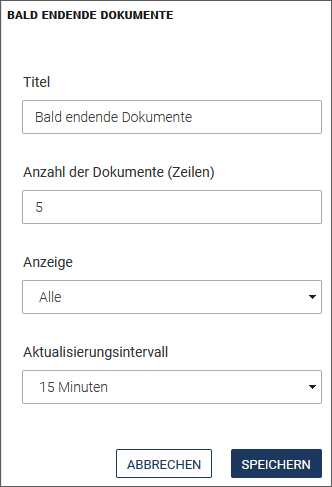 BALD ENDENDE DOKUMENTE
Titel
Bald endende Dokumente
Anzahl der Dokumente (Zeilen)
5
Anzeige
Alle
Aktualisierungsintervall
15 Minuten
ABBRECHEN SPEICHERN